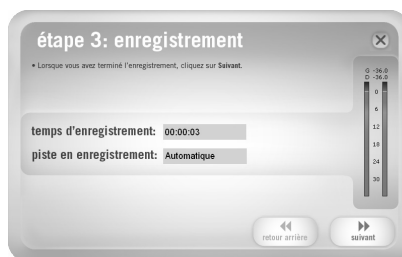 étape 3: enregistrement
• Lorsque vous avez terminé l'enregistrement, cliquez sur Suivant.
G -36.0
D -36.0
0
6
12
18
24
30
temps d'enregistrement: 00:00:03
piste en enregistrement: Automatique
retour arrière
suivant